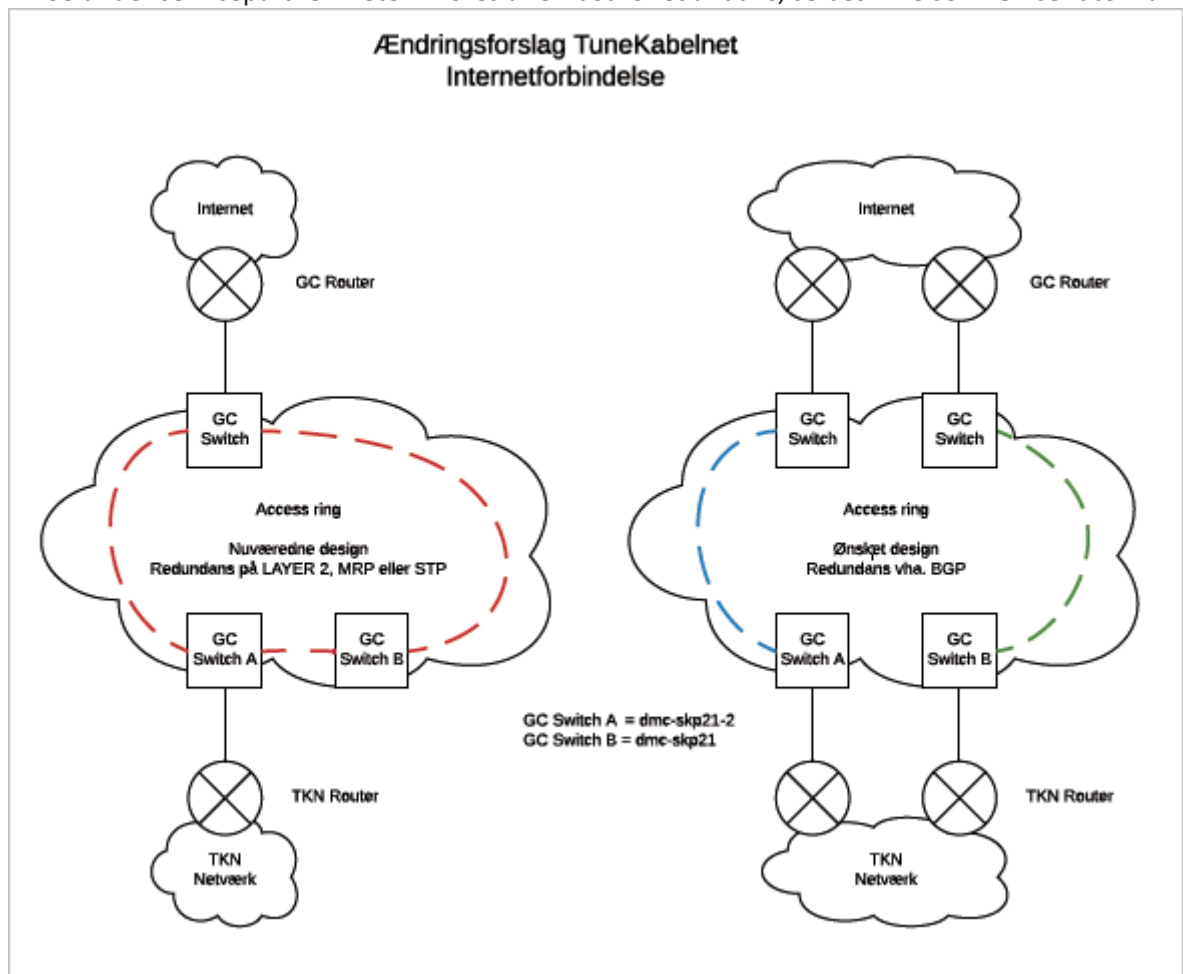 Ændringsforslag TuneKabelnet
Internetforbindelse
Internet
GC Router
GC
Switch
Access ring
Nuværedne design
Redundans på LAYER 2, MRP eller STP
GC
Switch A
GC
Switch B
TKN Router
TKN
Netværk
GC Switch A = dmc-skp21-2
GC Switch B = dmc-skp21
Internet
GC Router
GC
Switch
GC
Switch
Access ring
Ønsket design
Redundans vha. BGP
GC
Switch A
GC
Switch B
TKN Router
TKN
Netværk